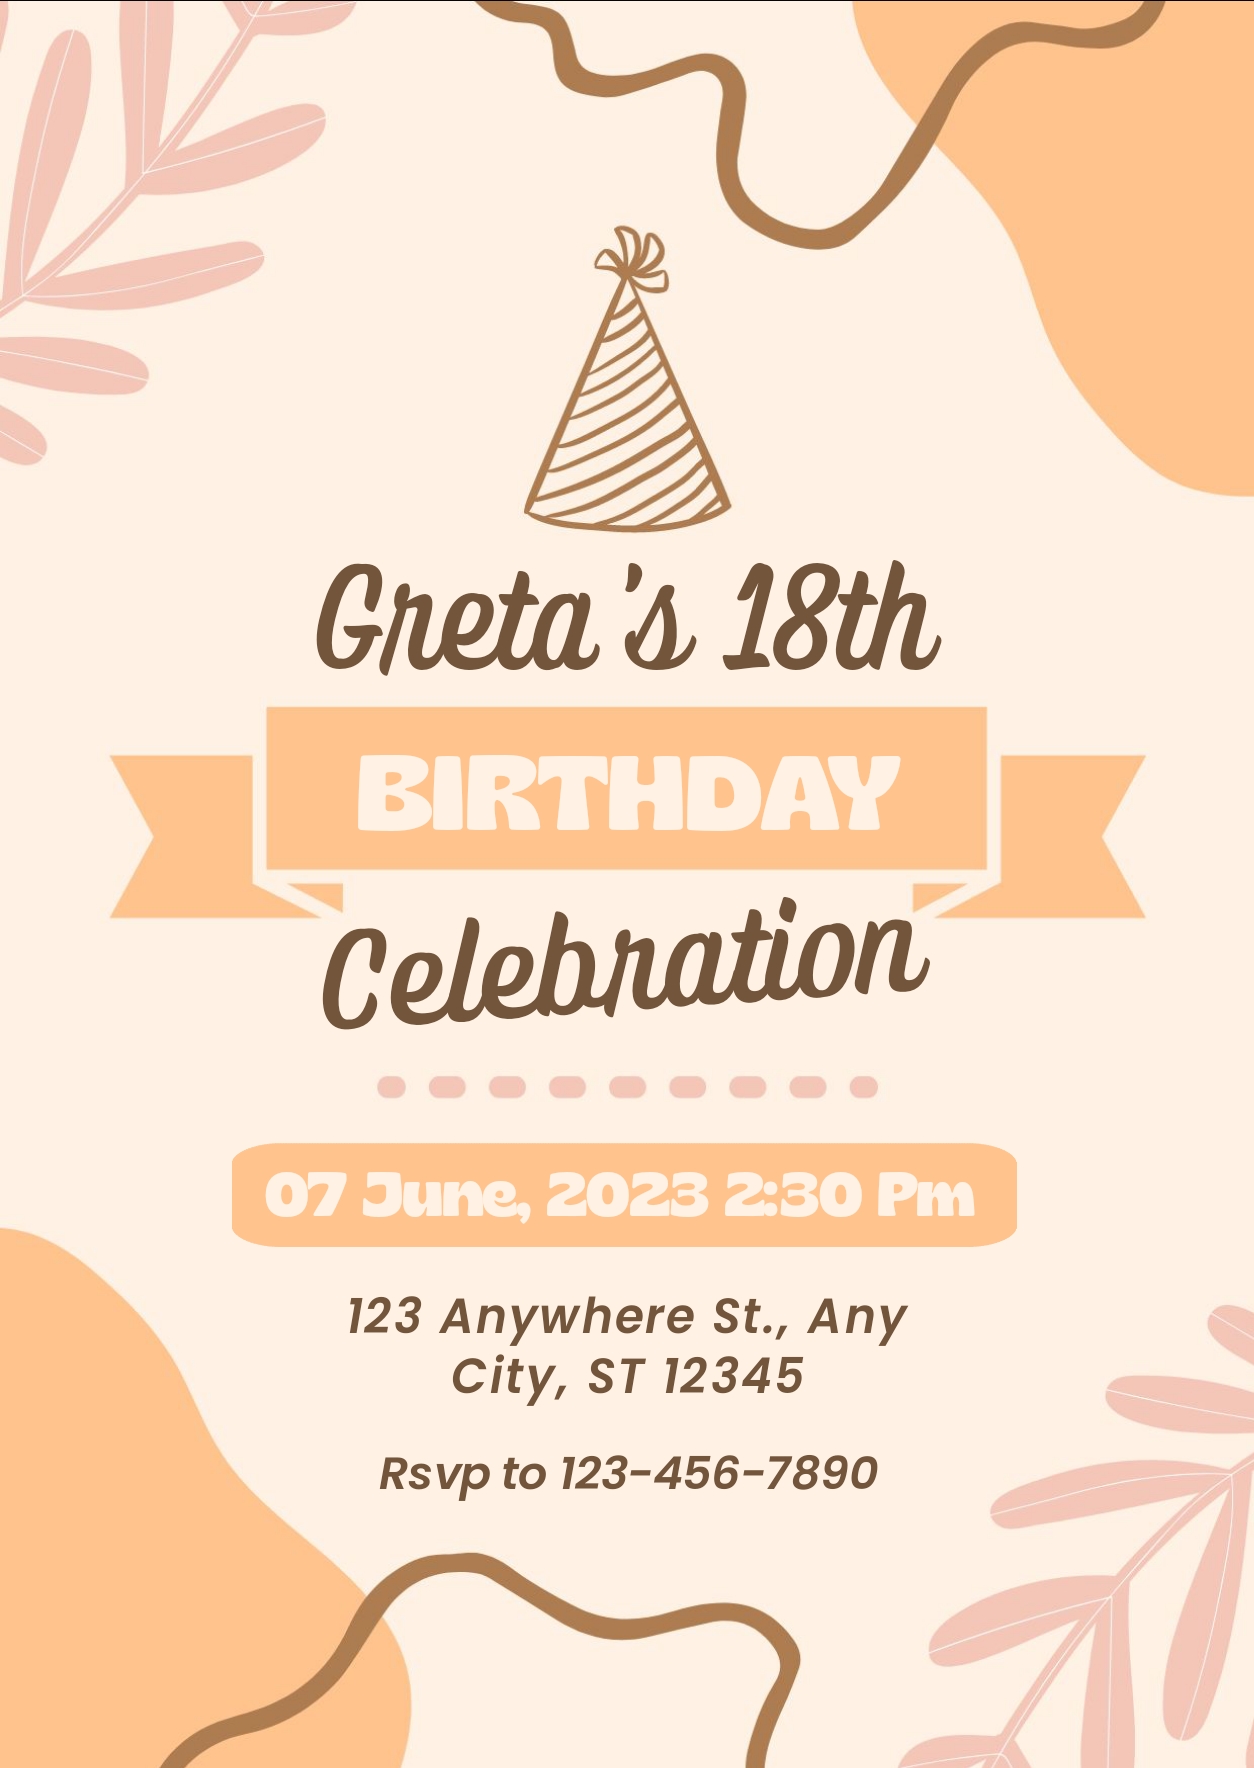 Greta's 18th
BIRTHDAY
Celebration
07 June, 2023 2:30 Pm
123 Anywhere St., Any
City, ST 12345
Rsvp to 123-456-7890